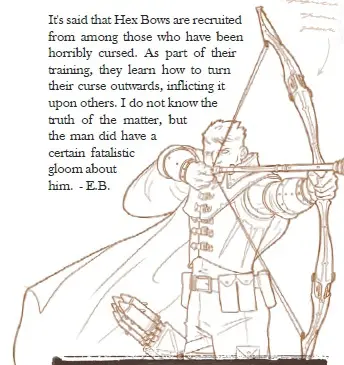 It's said that Hex Bows are recruited
from among those who have been
horribly cursed. As part of their
training, they learn how to turn
their curse outwards, inflicting it
upon others. I do not know the
truth of the matter, but
the man did have a
certain fatalistic
gloom about
him. - E.B.